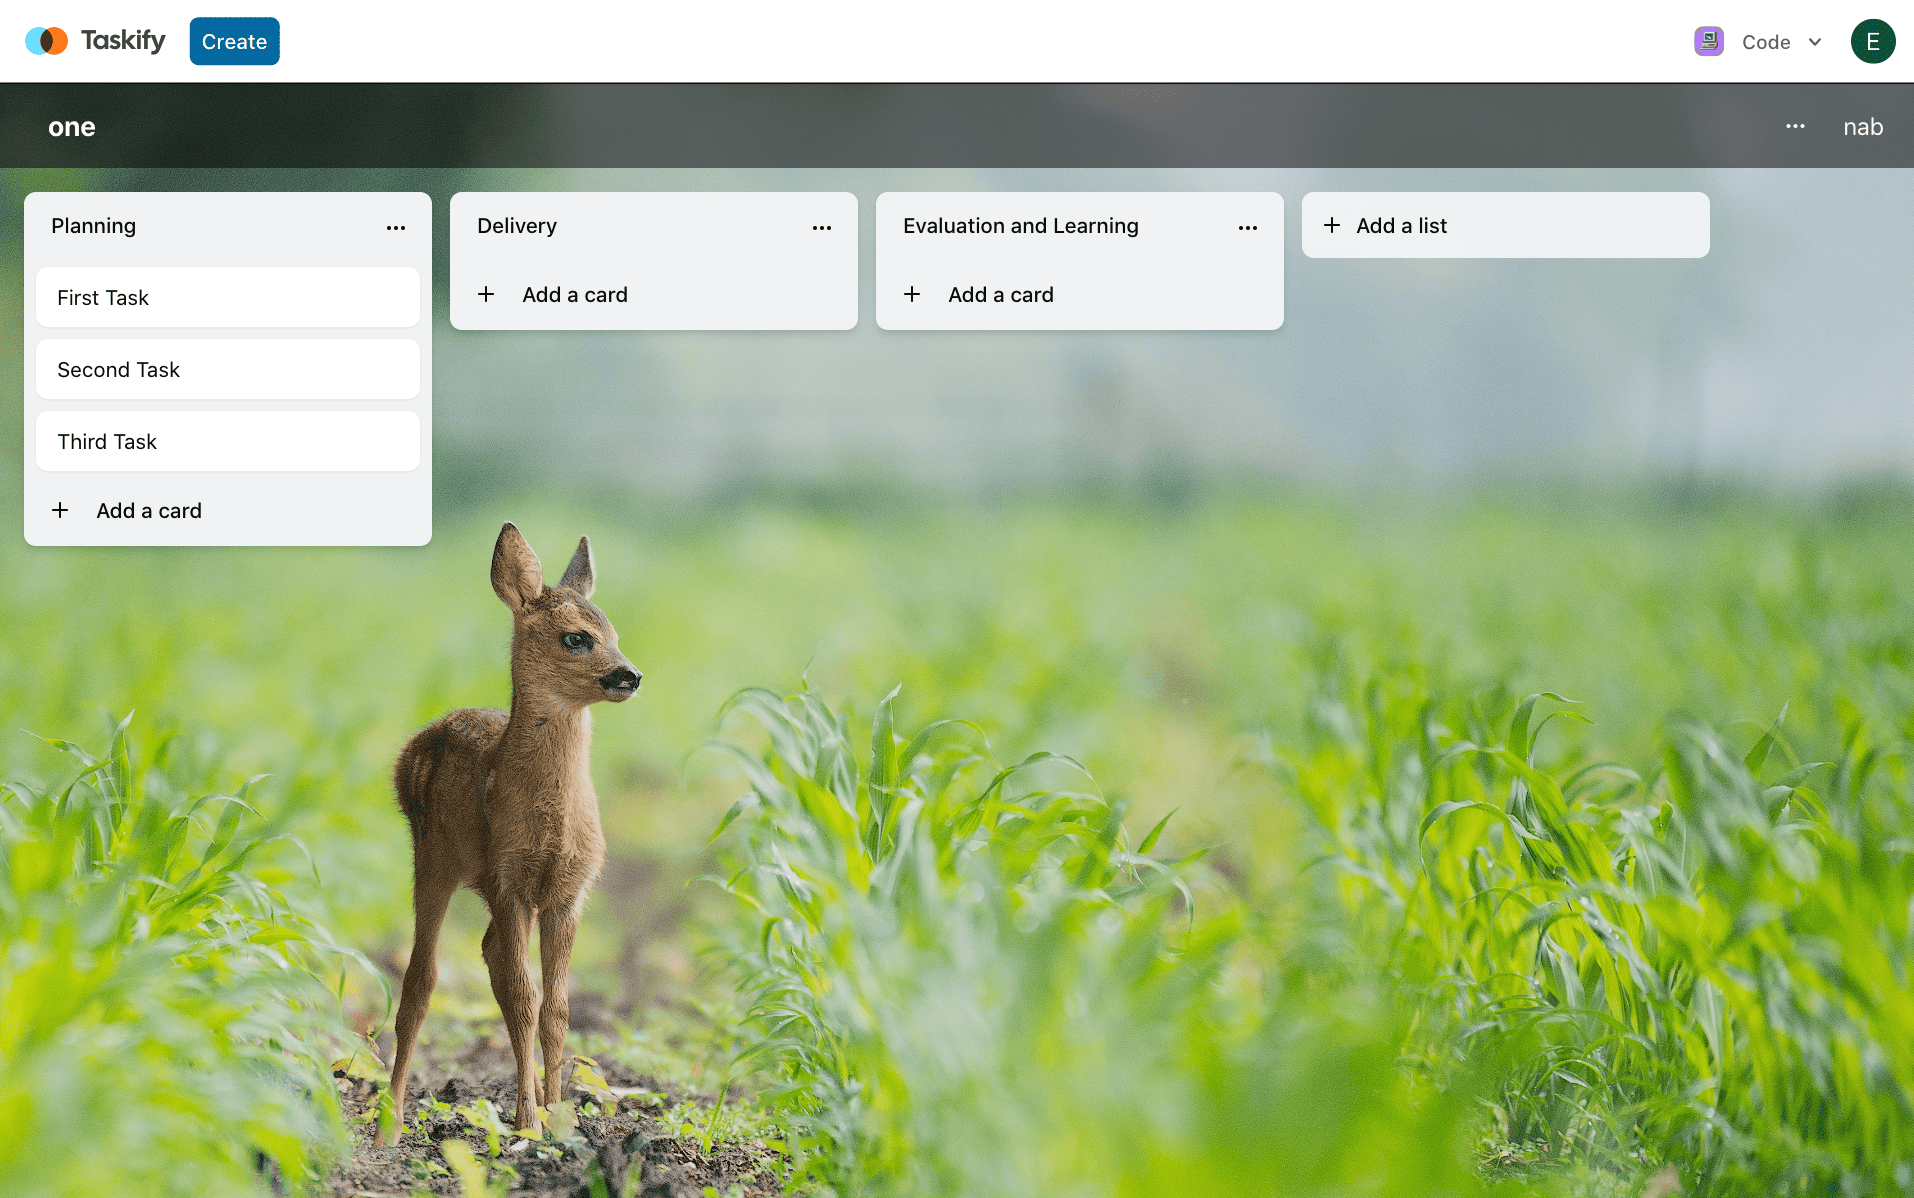 Taskify
Create
Code
E
one
... nab
Planning ...
First Task
Second Task
Third Task
+ Add a card
Delivery ...
+ Add a card
Evaluation and Learning ...
+ Add a card
+ Add a list